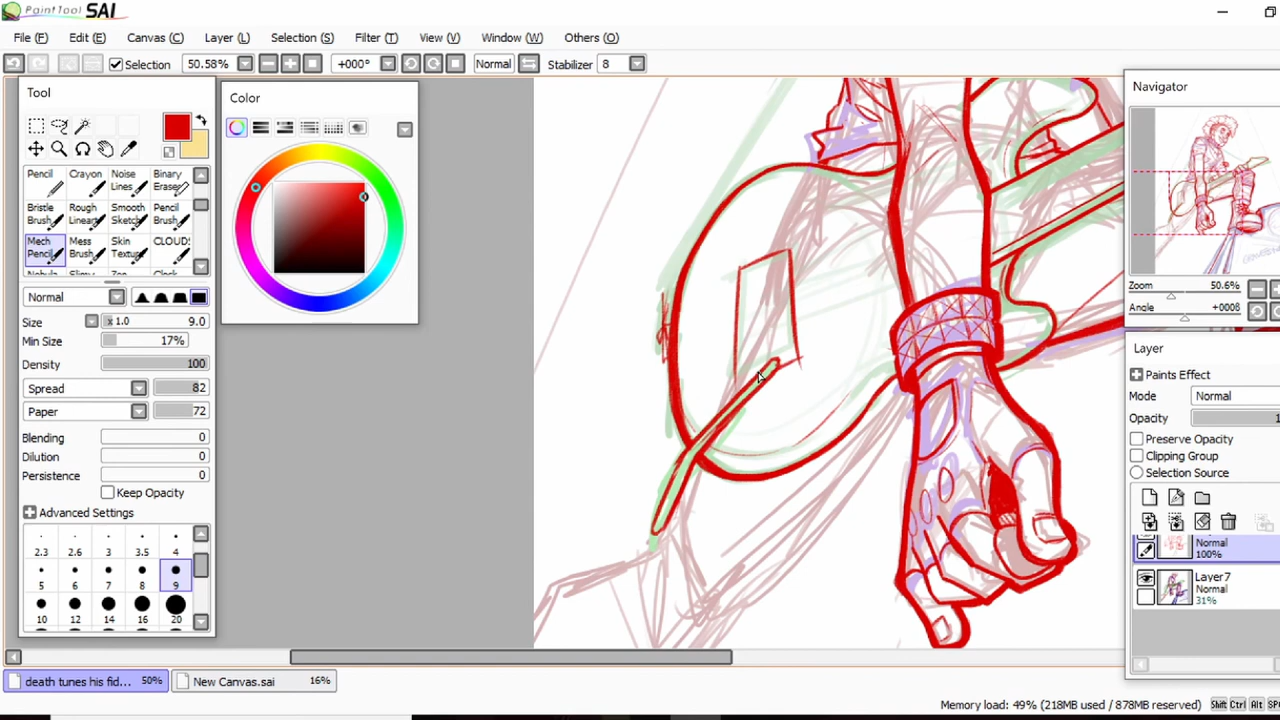 PaintTool SAI
File (F) Edit (E) Canvas (C) Layer (L) Selection (S) Filter (T) View (V) Window (W) Others (O)
Selection 50.58% +000° Normal Stabilizer 8
Tool
Color
Navigator
Pencil Crayon Noise Lines Binary Eraser
Bristle Brush Rough Linear Smooth Sketch Pencil Brush
Mech Pencil Mess Brush Skin Textur CLOUD
Normal
Size x 1.0 9.0
Min Size 17%
Density 100
Spread 82
Paper 72
Blending 0
Dilution 0
Persistence 0
Keep Opacity
Advanced Settings
2.3 2.6 3 3.5 4
5 6 7 8 9
10 12 14 16 20
Zoom 50.6%
Angle +000
Layer
Paints Effect
Mode Normal
Opacity
Preserve Opacity
Clipping Group
Selection Source
Normal
100%
Layer7
Normal
31%
death tunes his fid... 50% New Canvas.sai 16%
Memory load: 49% (218MB used / 878MB reserved) Shift Ctrl Alt